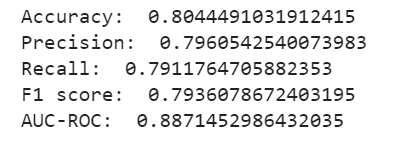 Accuracy:  0.8044491031912415
Precision:  0.7960542540073983
Recall:  0.7911764705882353
F1 score:  0.7936078672403195
AUC-ROC:  0.8871452986432035